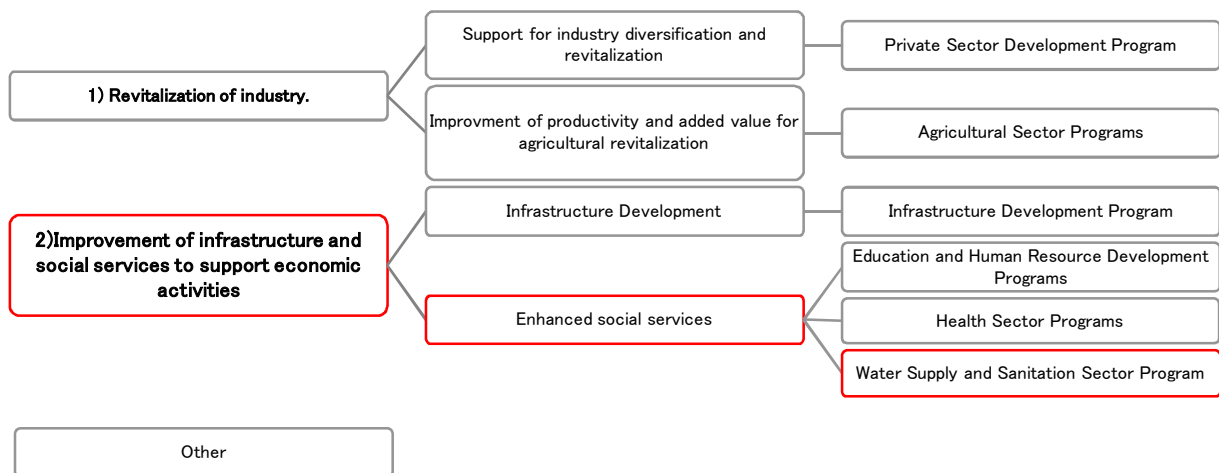 1) Revitalization of industry.
Support for industry diversification and
revitalization
Private Sector Development Program
Improvment of productivity and added value for
agricultural revitalization
Agricultural Sector Programs
2)Improvement of infrastructure and
social services to support economic
activities
Infrastructure Development
Infrastructure Development Program
Enhanced social services
Education and Human Resource Development
Programs
Health Sector Programs
Water Supply and Sanitation Sector Program
Other